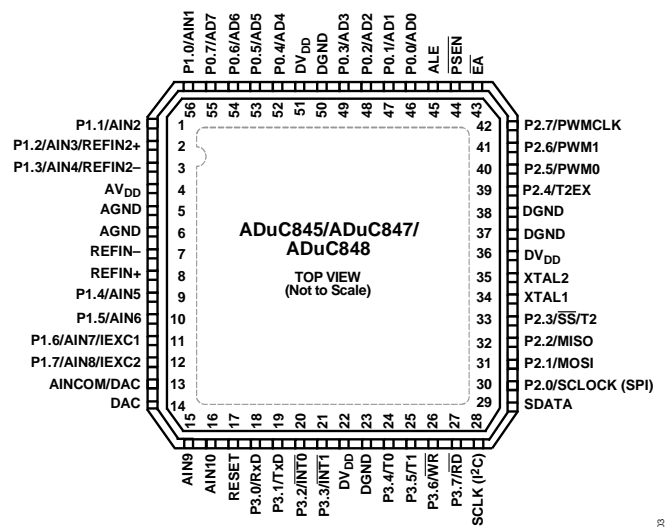 P1.0/AIN1
P0.7/AD7
P0.6/AD6
P0.5/AD5
P0.4/AD4
DVDD
DGND
P0.3/AD3
P0.2/AD2
P0.1/AD1
P0.0/AD0
ALE
PSEN
EA
56 55 54 53 52 51 50 49 48 47 46 45 44 43
P1.1/AIN2 1
P1.2/AIN3/REFIN2+ 2
P1.3/AIN4/REFIN2– 3
AVDD 4
AGND 5
AGND 6
REFIN– 7
REFIN+ 8
P1.4/AIN5 9
P1.5/AIN6 10
P1.6/AIN7/IEXC1 11
P1.7/AIN8/IEXC2 12
AINCOM/DAC 13
DAC 14
ADuC845/ADuC847/
ADuC848
TOP VIEW
(Not to Scale)
42 P2.7/PWMCLK
41 P2.6/PWM1
40 P2.5/PWM0
39 P2.4/T2EX
38 DGND
37 DGND
36 DVDD
35 XTAL2
34 XTAL1
33 P2.3/SS/T2
32 P2.2/MISO
31 P2.1/MOSI
30 P2.0/SCLOCK (SPI)
29 SDATA
15 16 17 18 19 20 21 22 23 24 25 26 27 28
AIN9
AIN10
RESET
P3.0/RxD
P3.1/TxD
P3.2/INT0
P3.3/INT1
DVDD
DGND
P3.4/T0
P3.5/T1
P3.6/WR
P3.7/RD
SCLK (I²C)